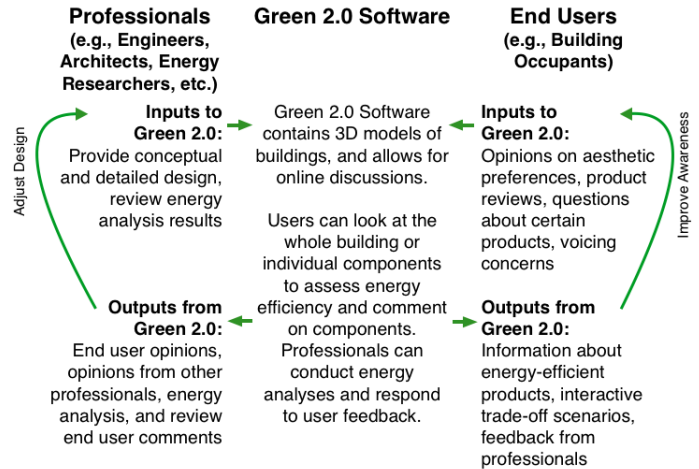 Professionals
(e.g., Engineers,
Architects, Energy
Researchers, etc.)
Inputs to
Green 2.0:
Provide conceptual
and detailed design,
review energy
analysis results
Outputs from
Green 2.0:
End user opinions,
opinions from other
professionals, energy
analysis, and review
end user comments
Adjust Design
Green 2.0 Software
Green 2.0 Software
contains 3D models of
buildings, and allows for
online discussions.
Users can look at the
whole building or
individual components
to assess energy
efficiency and comment
on components.
Professionals can
conduct energy
analyses and respond
to user feedback.
End Users
(e.g., Building
Occupants)
Inputs to
Green 2.0:
Opinions on aesthetic
preferences, product
reviews, questions
about certain
products, voicing
concerns
Outputs from
Green 2.0:
Information about
energy-efficient
products, interactive
trade-off scenarios,
feedback from
professionals
Improve Awareness